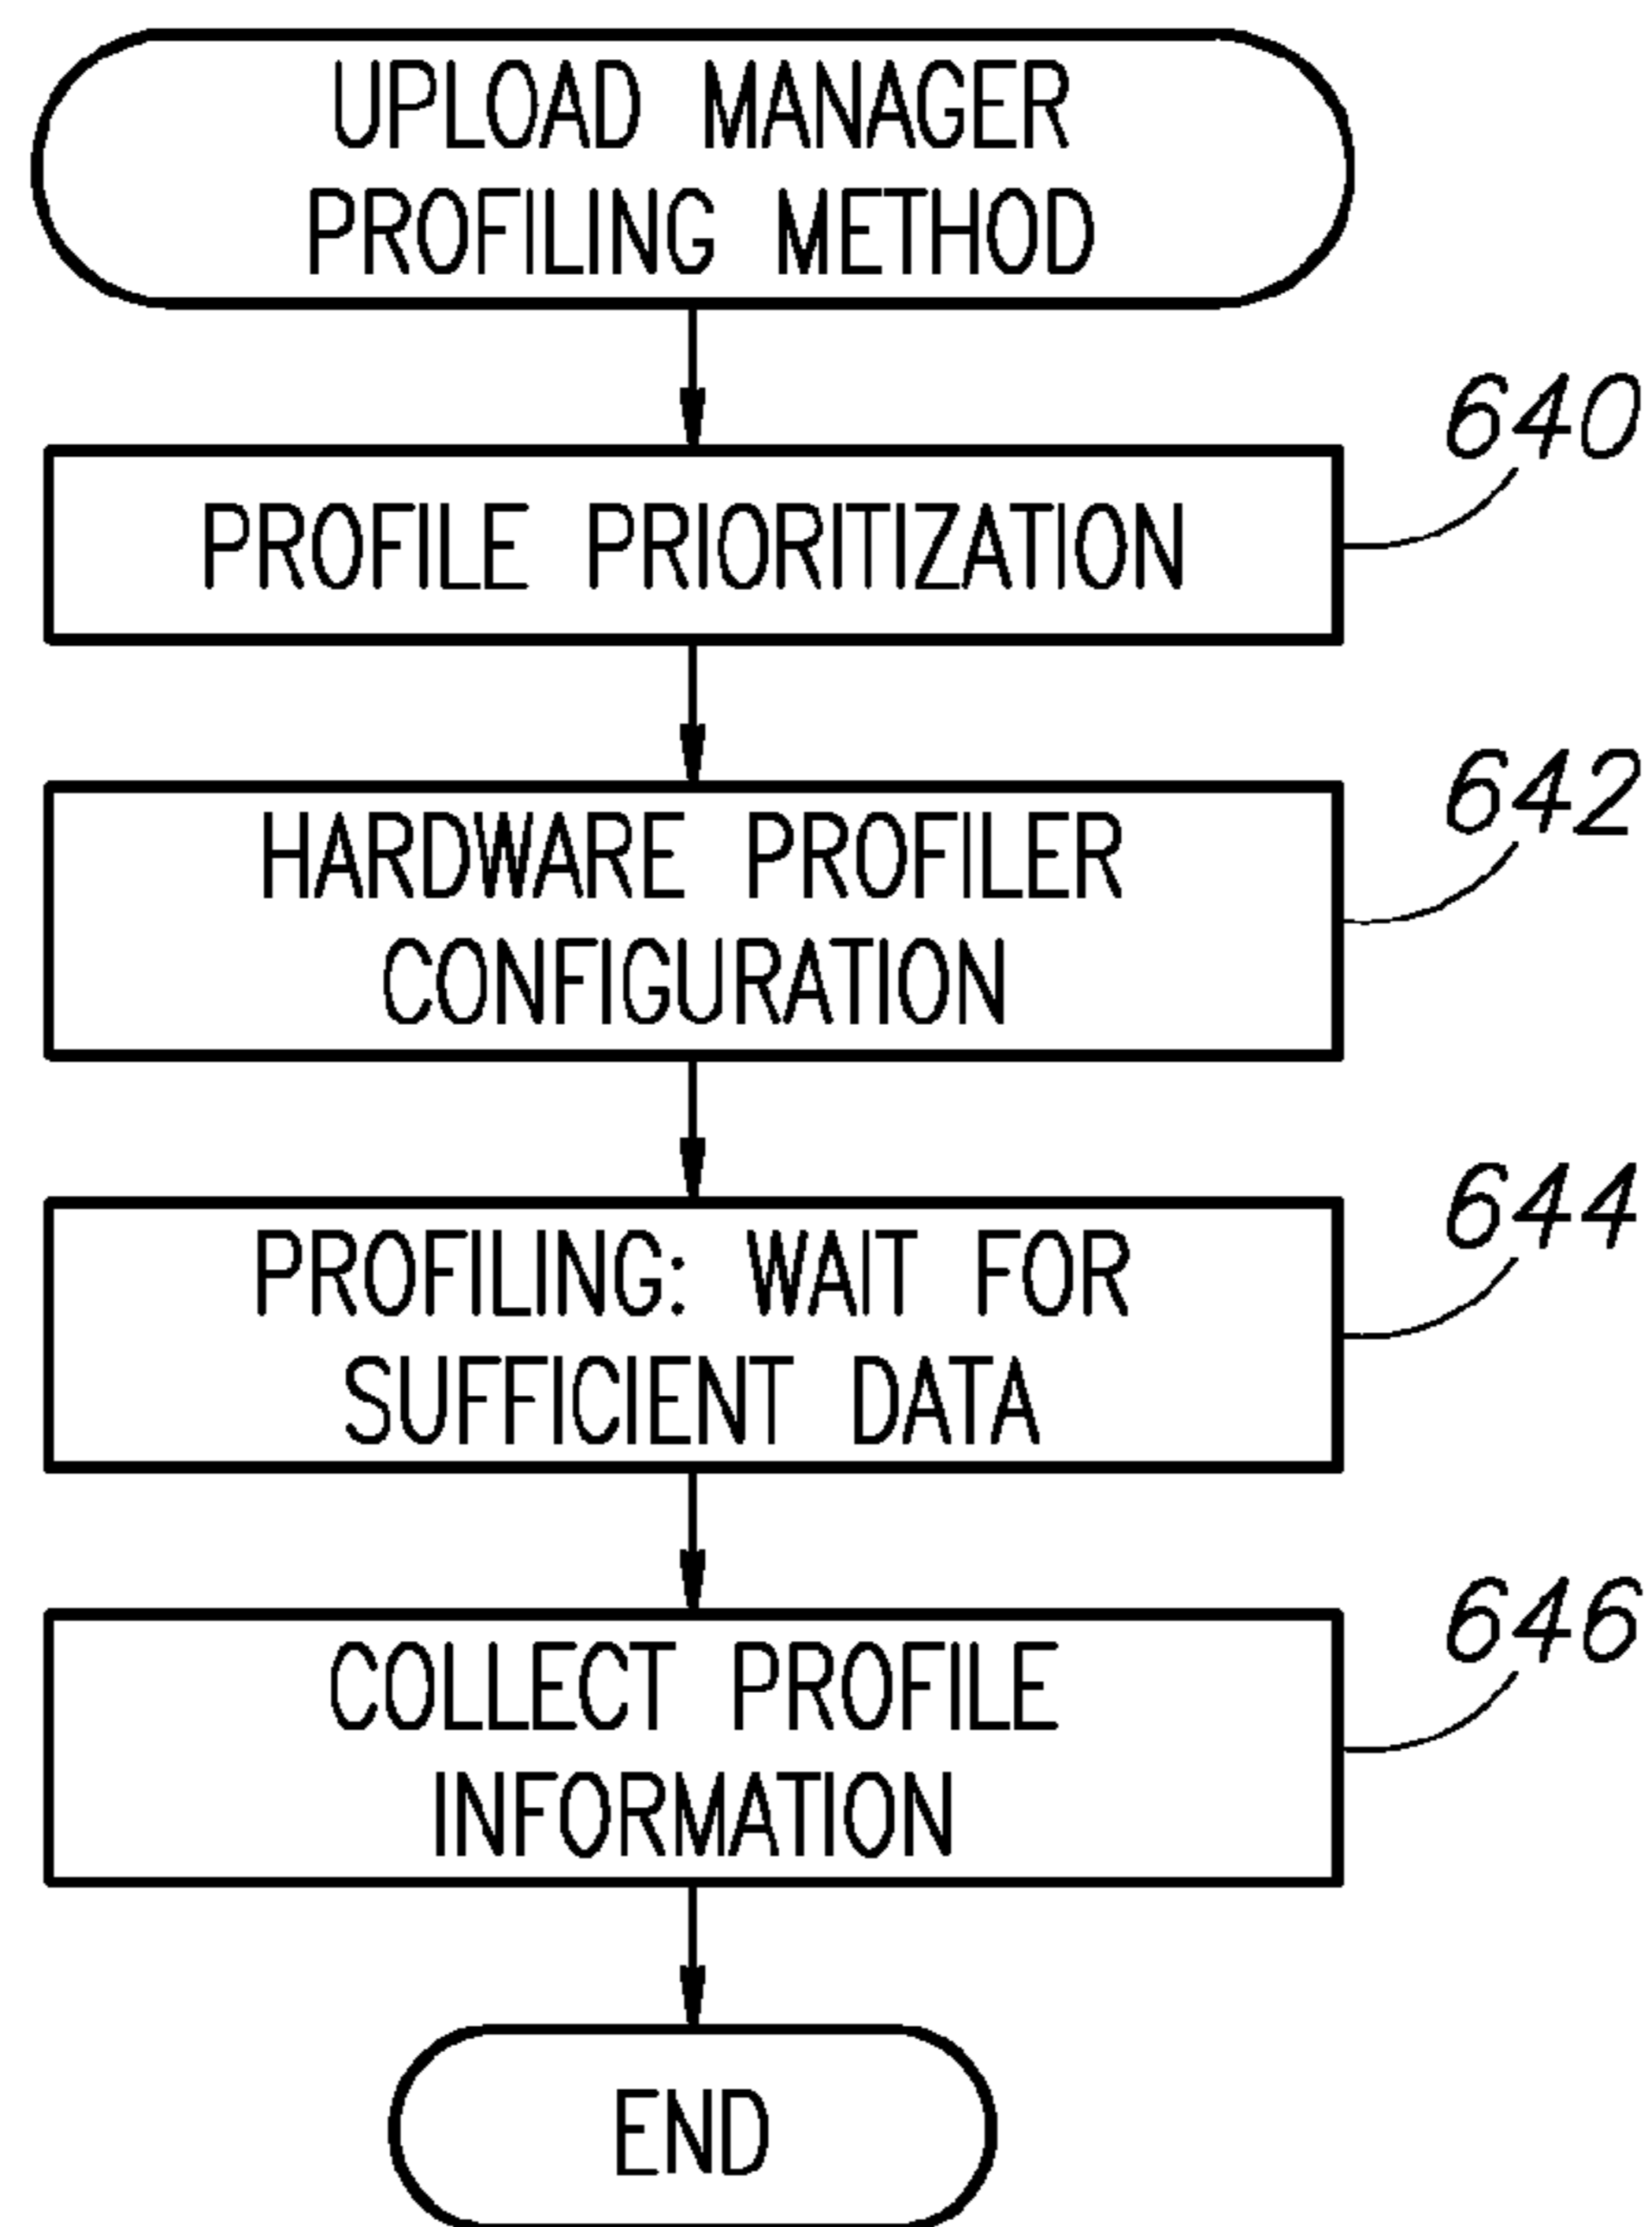 UPLOAD MANAGER
PROFILING METHOD
640
PROFILE PRIORITIZATION
642
HARDWARE PROFILER
CONFIGURATION
644
PROFILING: WAIT FOR
SUFFICIENT DATA
646
COLLECT PROFILE
INFORMATION
END